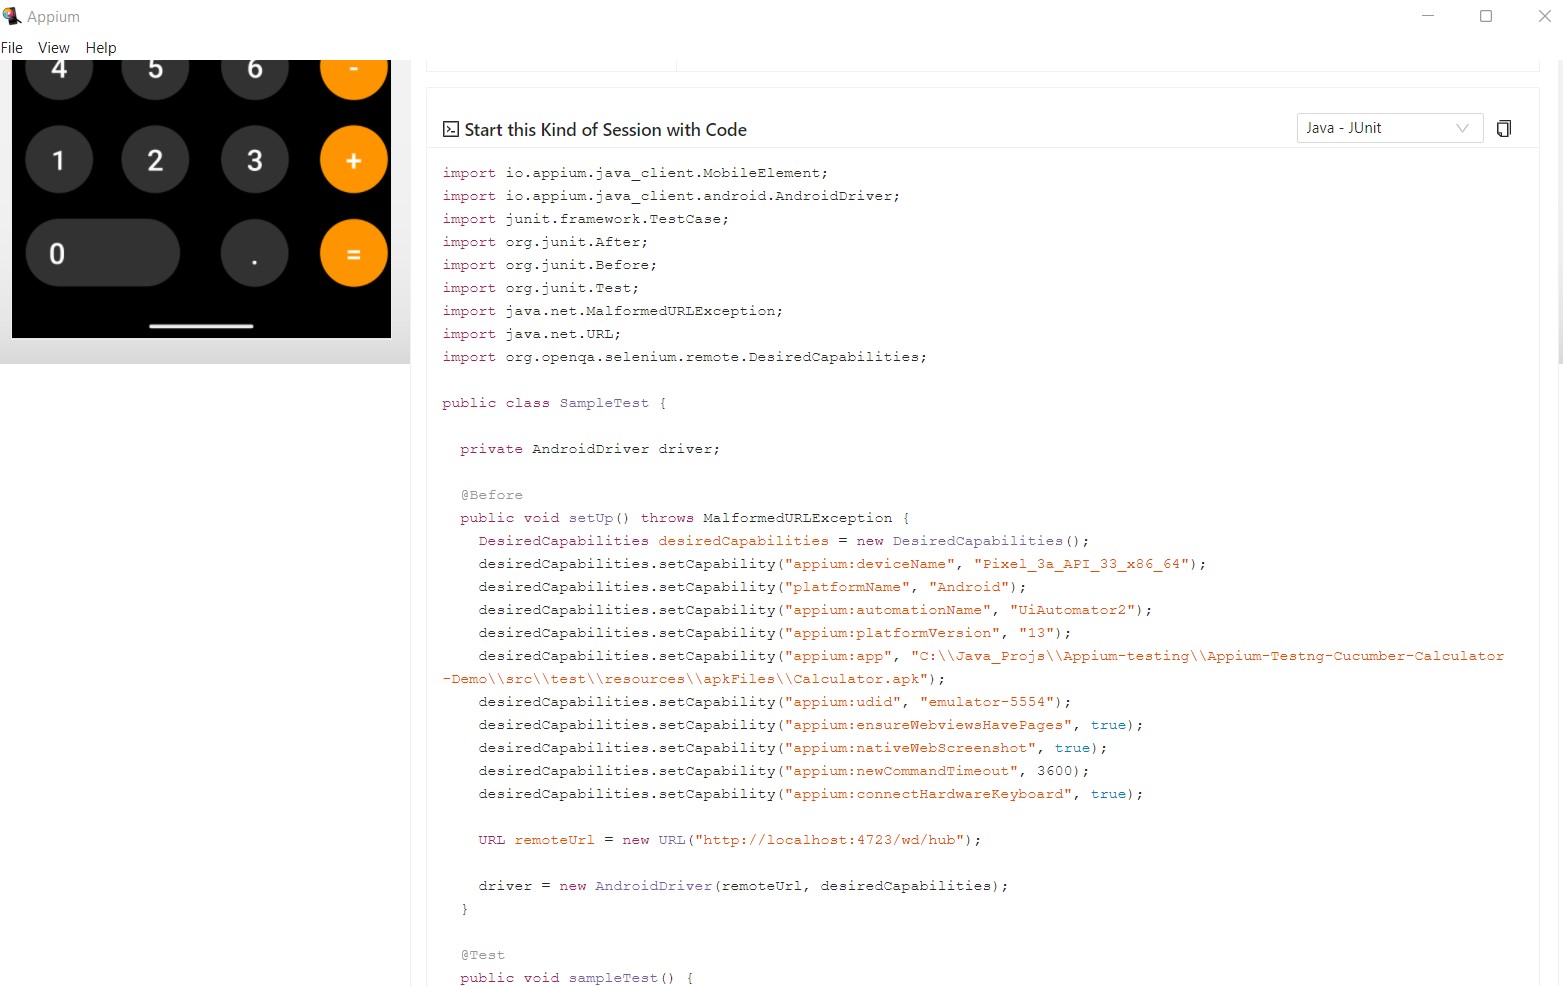 Appium
File View Help
4 5 6 -
1 2 3 +
0 . =
Start this Kind of Session with Code
Java - JUnit
import io.appium.java_client.MobileElement;
import io.appium.java_client.android.AndroidDriver;
import junit.framework.TestCase;
import org.junit.After;
import org.junit.Before;
import org.junit.Test;
import java.net.MalformedURLException;
import java.net.URL;
import org.openqa.selenium.remote.DesiredCapabilities;
public class SampleTest {
private AndroidDriver driver;
@Before
public void setUp() throws MalformedURLException {
DesiredCapabilities desiredCapabilities = new DesiredCapabilities();
desiredCapabilities.setCapability("appium:deviceName", "Pixel_3a_API_33_x86_64");
desiredCapabilities.setCapability("platformName", "Android");
desiredCapabilities.setCapability("appium:automationName", "UiAutomator2");
desiredCapabilities.setCapability("appium:platformVersion", "13");
desiredCapabilities.setCapability("appium:app", "C:\\Java_Projs\\Appium-testing\\Appium-Testng-Cucumber-Calculator
-Demo\\src\\test\\resources\\apkFiles\\Calculator.apk");
desiredCapabilities.setCapability("appium:udid", "emulator-5554");
desiredCapabilities.setCapability("appium:ensureWebviewsHavePages", true);
desiredCapabilities.setCapability("appium:nativeWebScreenshot", true);
desiredCapabilities.setCapability("appium:newCommandTimeout", 3600);
desiredCapabilities.setCapability("appium:connectHardwareKeyboard", true);
URL remoteUrl = new URL("http://localhost:4723/wd/hub");
driver = new AndroidDriver(remoteUrl, desiredCapabilities);
}
@Test
public void sampleTest() {